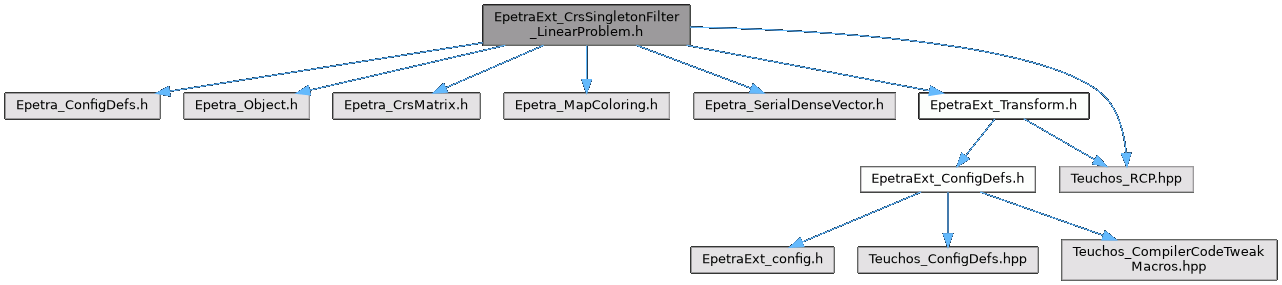 EpetraExt_CrsSingletonFilter
_LinearProblem.h
Epetra_ConfigDefs.h
Epetra_Object.h
Epetra_CrsMatrix.h
Epetra_MapColoring.h
Epetra_SerialDenseVector.h
EpetraExt_Transform.h
EpetraExt_ConfigDefs.h
Teuchos_RCP.hpp
EpetraExt_config.h
Teuchos_ConfigDefs.hpp
Teuchos_CompilerCodeTweak
Macros.hpp